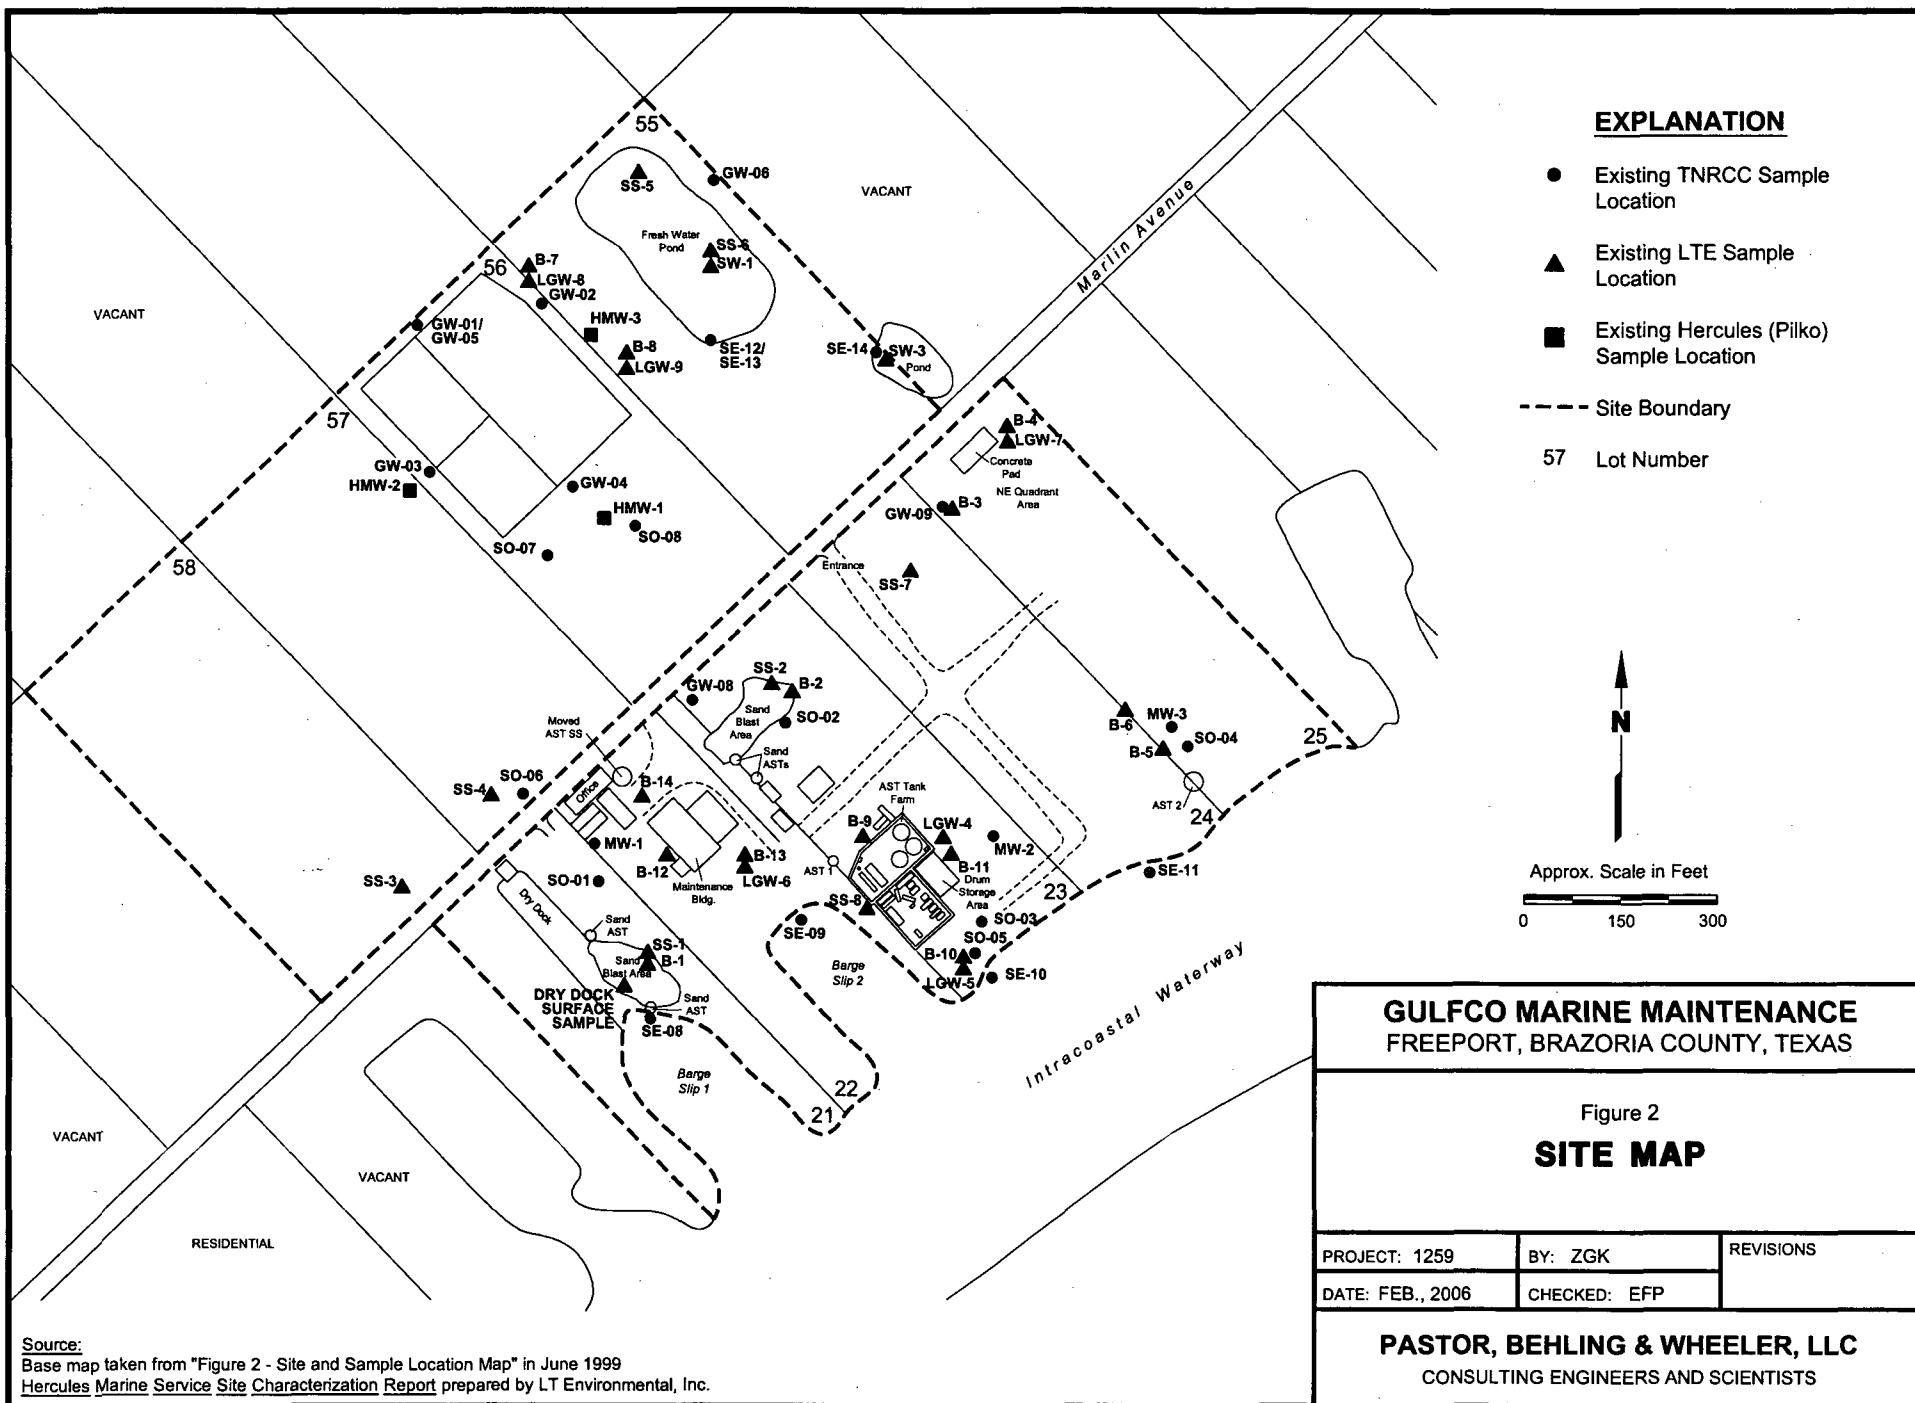 55
GW-06
SS-5
VACANT
Marlin Avenue
Fresh Water
Pond
SS-6
SW-1
56
B-7
LGW-8
GW-02
VACANT
GW-01/
GW-05
HMW-3
B-8
LGW-9
SE-12/
SE-13
SE-14
SW-3
Pond
57
B-4
LGW-7
Concrete
Pad
NE Quadrant
Area
GW-03
HMW-2
GW-04
HMW-1
SO-08
SO-07
GW-09
B-3
58
Entrance
SS-7
SS-2
B-2
GW-08
Sand
Blast
Area
SO-02
Moved
AST SS
Sand
ASTs
B-6
MW-3
SO-04
B-5
25
AST 2
24
SS-4
SO-06
Office
B-14
AST Tank
Farm
B-9
LGW-4
MW-2
B-11
MW-1
B-12
B-13
LGW-6
AST 1
Drum
Storage
Area
SE-11
23
SS-3
SO-01
Maintenance
Bldg.
Dry Dock
Sand
AST
SS-8
SE-09
SO-03
SO-05
B-10
LGW-5
SE-10
SS-1
B-1
Sand
Blast Area
Barge
Slip 2
DRY DOCK
SURFACE
SAMPLE
Sand
AST
SE-08
Intracoastal Waterway
Barge
Slip 1
22
21
VACANT
VACANT
RESIDENTIAL
EXPLANATION
Existing TNRCC Sample
Location
Existing LTE Sample
Location
Existing Hercules (Pilko)
Sample Location
Site Boundary
57 Lot Number
N
Approx. Scale in Feet
0 150 300
GULFCO MARINE MAINTENANCE
FREEPORT, BRAZORIA COUNTY, TEXAS
Figure 2
SITE MAP
PROJECT: 1259
BY: ZGK
REVISIONS
DATE: FEB., 2006
CHECKED: EFP
PASTOR, BEHLING & WHEELER, LLC
CONSULTING ENGINEERS AND SCIENTISTS
Source:
Base map taken from "Figure 2 - Site and Sample Location Map" in June 1999
Hercules Marine Service Site Characterization Report prepared by LT Environmental, Inc.